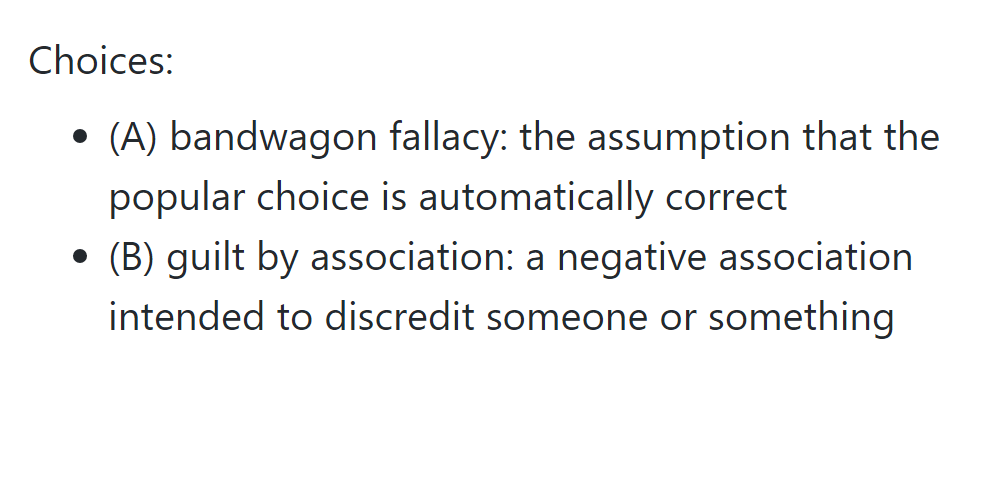 Choices:
• (A) bandwagon fallacy: the assumption that the
popular choice is automatically correct
• (B) guilt by association: a negative association
intended to discredit someone or something